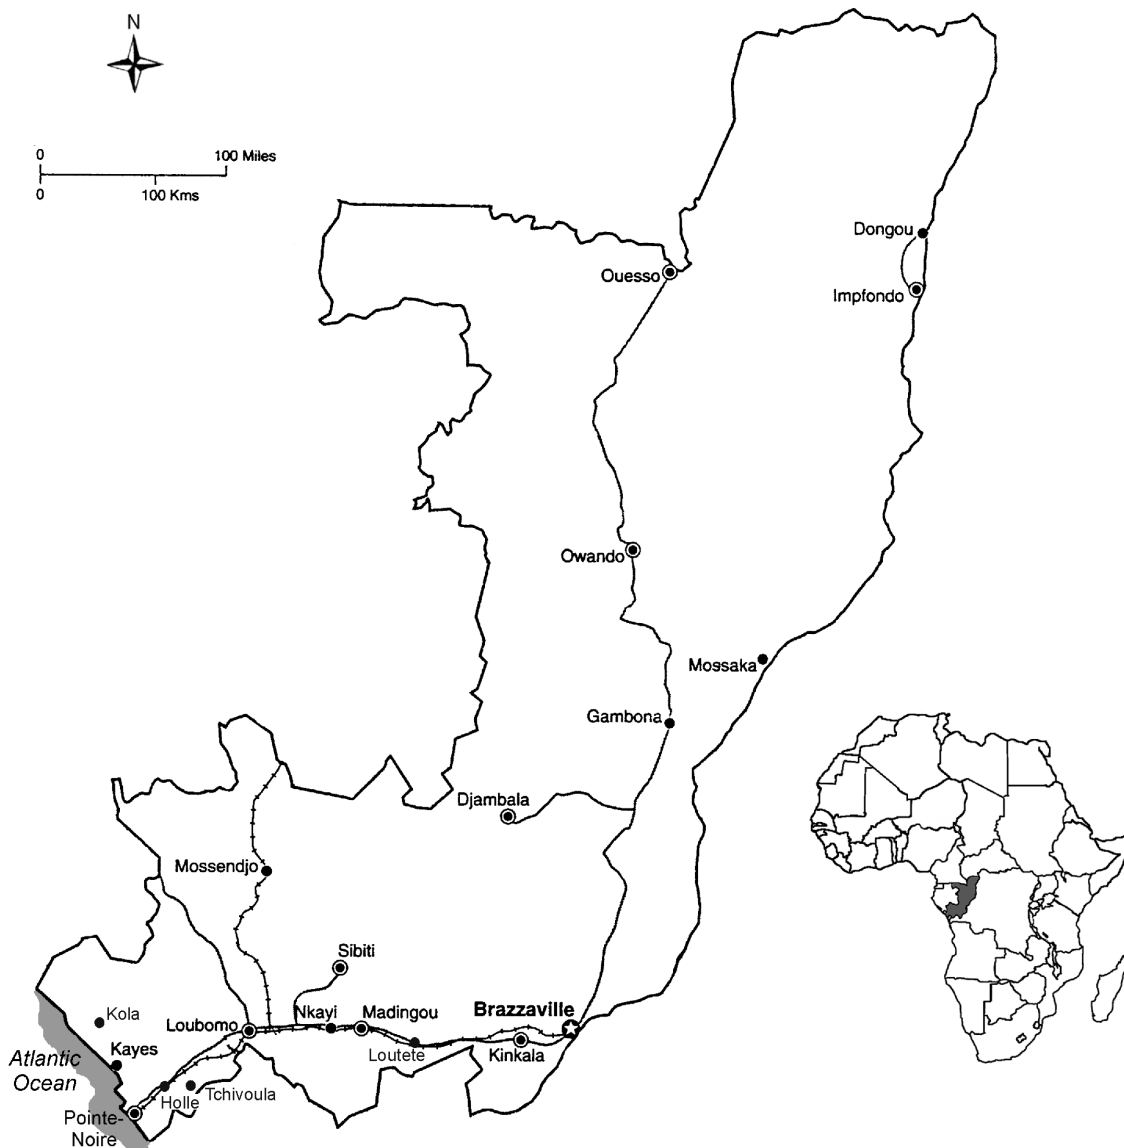 N
0 100 Miles
0 100 Kms
Dongou
Ouesso
Impfondo
Owando
Mossaka
Gambona
Djambala
Mossendjo
Sibiti
Brazzaville
Kola
Nkayi
Madingou
Loubomo
Kayes
Loutete
Kinkala
Atlantic
Ocean
Tchivoula
Holle
Pointe-
Noire